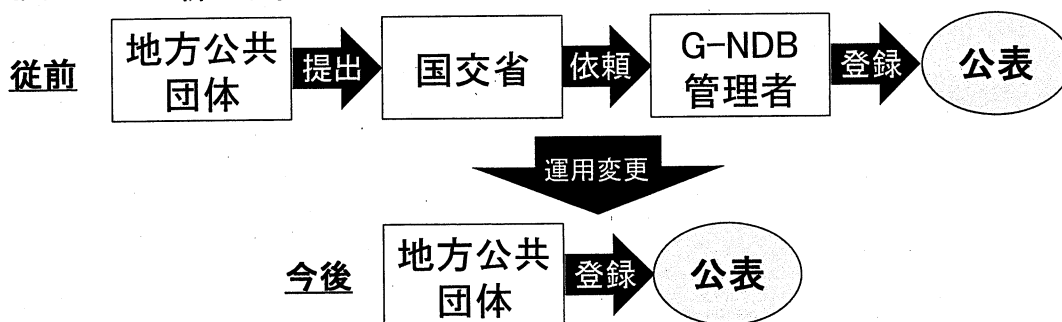 従前
地方公共
団体
提出
国交省
依頼
G-NDB
管理者
登録
公表
運用変更
今後
地方公共
団体
登録
公表